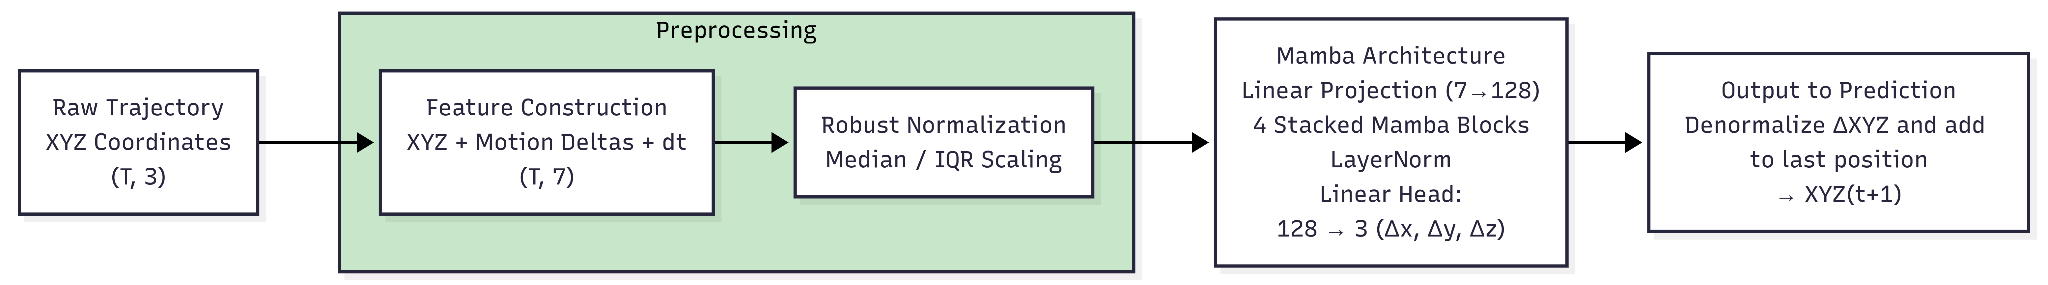 Preprocessing
Raw Trajectory
XYZ Coordinates
(T, 3)
Feature Construction
XYZ + Motion Deltas + dt
(T, 7)
Robust Normalization
Median / IQR Scaling
Mamba Architecture
Linear Projection (7→128)
4 Stacked Mamba Blocks
LayerNorm
Linear Head:
128 → 3 (Δx, Δy, Δz)
Output to Prediction
Denormalize ΔXYZ and add
to last position
→ XYZ(t+1)